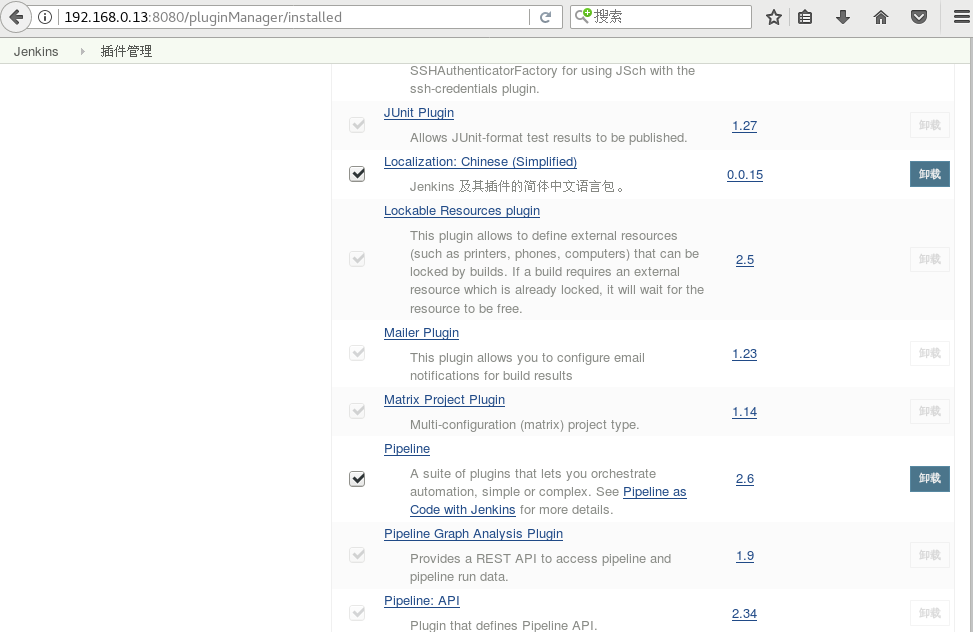 192.168.0.13:8080/pluginManager/installed
搜索
Jenkins 插件管理
SSHAuthenticatorFactory for using JSch with the
ssh-credentials plugin.
JUnit Plugin
Allows JUnit-format test results to be published.
1.27
卸载
Localization: Chinese (Simplified)
Jenkins 及其插件的简体中文语言包 。
0.0.15
卸载
Lockable Resources plugin
This plugin allows to define external resources
(such as printers, phones, computers) that can be
locked by builds. If a build requires an external
resource which is already locked, it will wait for the
resource to be free.
2.5
卸载
Mailer Plugin
This plugin allows you to configure email
notifications for build results
1.23
卸载
Matrix Project Plugin
Multi-configuration (matrix) project type.
1.14
卸载
Pipeline
A suite of plugins that lets you orchestrate
automation, simple or complex. See Pipeline as
Code with Jenkins for more details.
2.6
卸载
Pipeline Graph Analysis Plugin
Provides a REST API to access pipeline and
pipeline run data.
1.9
卸载
Pipeline: API
Plugin that defines Pipeline API.
2.34
卸载